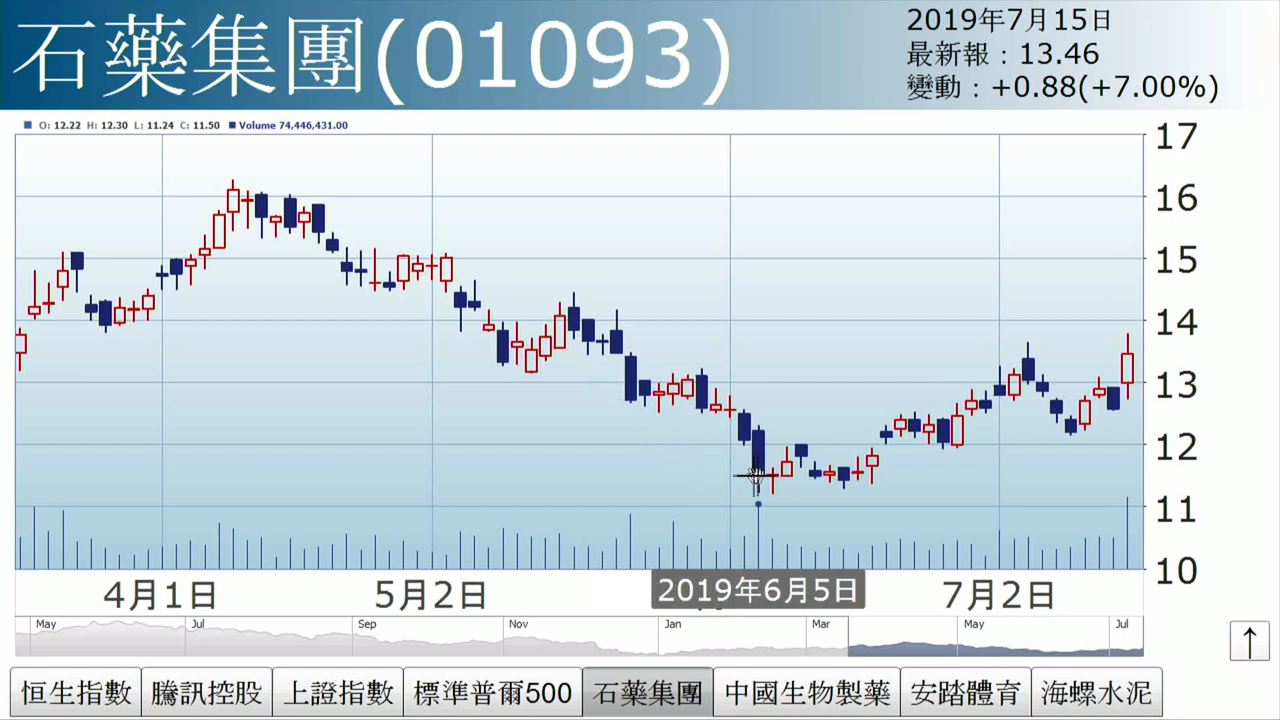 石藥集團(01093)
2019年7月15日
最新報：13.46
變動：+0.88(+7.00%)
O: 12.22 H: 12.30 L: 11.24 C: 11.50 Volume 74,446,431.00
17
16
15
14
13
12
11
10
4月1日 5月2日 2019年6月5日 7月2日
May Jul Sep Nov Jan Mar May Jul
↑
恒生指數 騰訊控股 上證指數 標準普爾500 石藥集團 中國生物製藥 安踏體育 海螺水泥